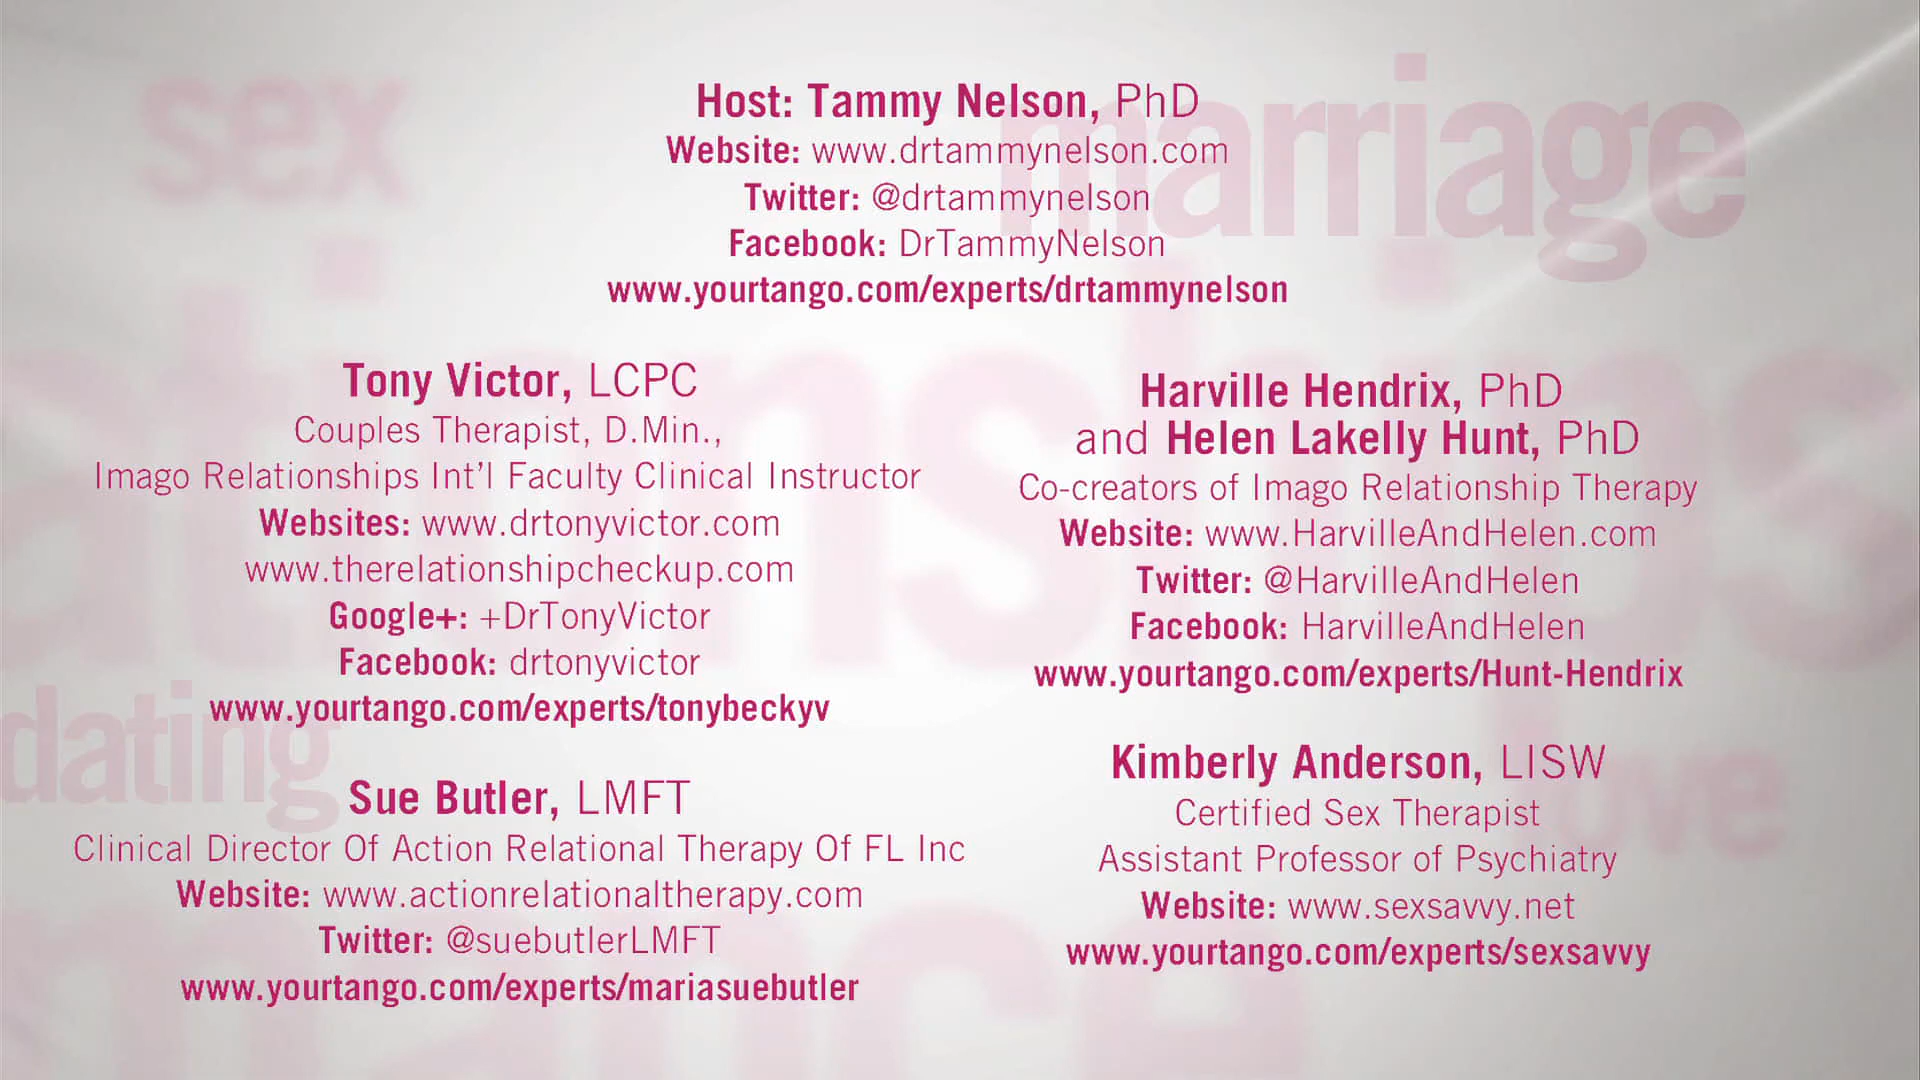 sex
marriage
Host: Tammy Nelson, PhD
Website: www.drtammynelson.com
Twitter: @drtammynelson
Facebook: DrTammyNelson
www.yourtango.com/experts/drtammynelson
ationships
Tony Victor, LCPC
Couples Therapist, D.Min.,
Imago Relationships Int'l Faculty Clinical Instructor
Websites: www.drtonyvictor.com
www.therelationshipcheckup.com
Google+: +DrTonyVictor
Facebook: drtonyvictor
www.yourtango.com/experts/tonybeckyv
dating
Sue Butler, LMFT
Clinical Director Of Action Relational Therapy Of FL Inc
Website: www.actionrelationaltherapy.com
Twitter: @suebutlerLMFT
www.yourtango.com/experts/mariasuebutler
Harville Hendrix, PhD
and Helen Lakelly Hunt, PhD
Co-creators of Imago Relationship Therapy
Website: www.HarvilleAndHelen.com
Twitter: @HarvilleAndHelen
Facebook: HarvilleAndHelen
www.yourtango.com/experts/Hunt-Hendrix
love
Kimberly Anderson, LISW
Certified Sex Therapist
Assistant Professor of Psychiatry
Website: www.sexsavvy.net
www.yourtango.com/experts/sexsavvy